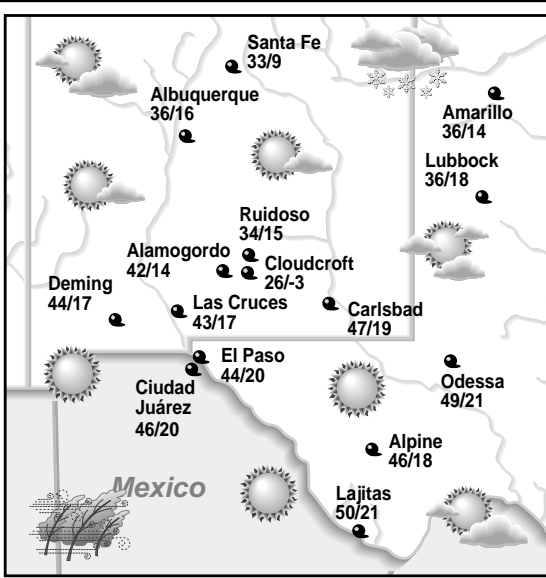 Santa Fe
33/9
Albuquerque
36/16
Amarillo
36/14
Lubbock
36/18
Ruidoso
34/15
Alamogordo
42/14
Cloudcroft
26/-3
Deming
44/17
Las Cruces
43/17
Carlsbad
47/19
El Paso
44/20
Ciudad
Juárez
46/20
Odessa
49/21
Alpine
46/18
Mexico
Lajitas
50/21